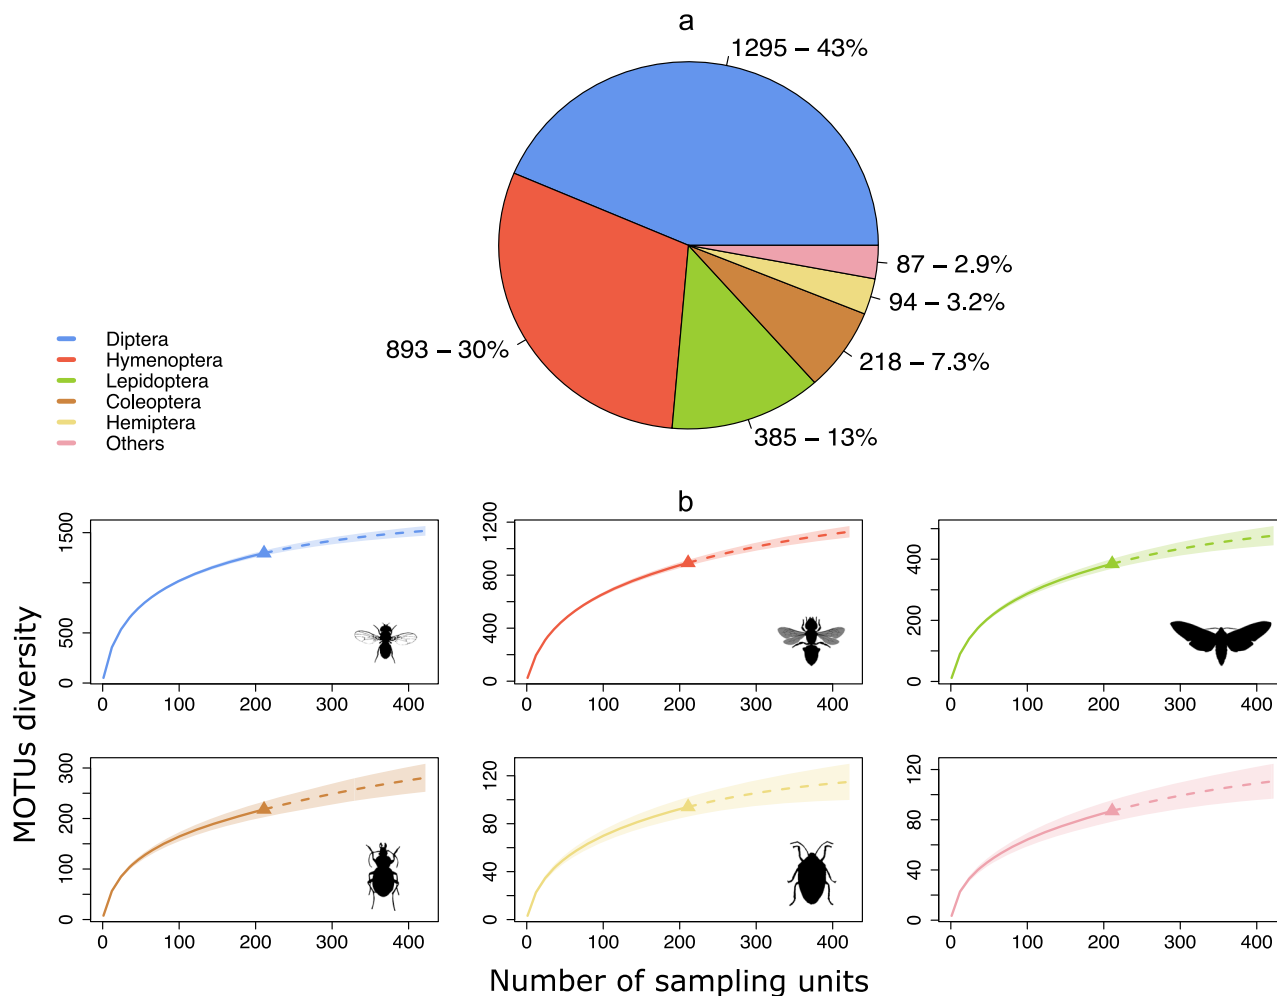 a
1295 – 43%
87 – 2.9%
94 – 3.2%
218 – 7.3%
385 – 13%
893 – 30%
Diptera
Hymenoptera
Lepidoptera
Coleoptera
Hemiptera
Others
b
MOTUs diversity
1500
500
0
0 100 200 300 400
1200
800
400
0
0 100 200 300 400
400
200
0
0 100 200 300 400
300
200
100
0
0 100 200 300 400
120
80
40
0
0 100 200 300 400
120
80
40
0
0 100 200 300 400
Number of sampling units